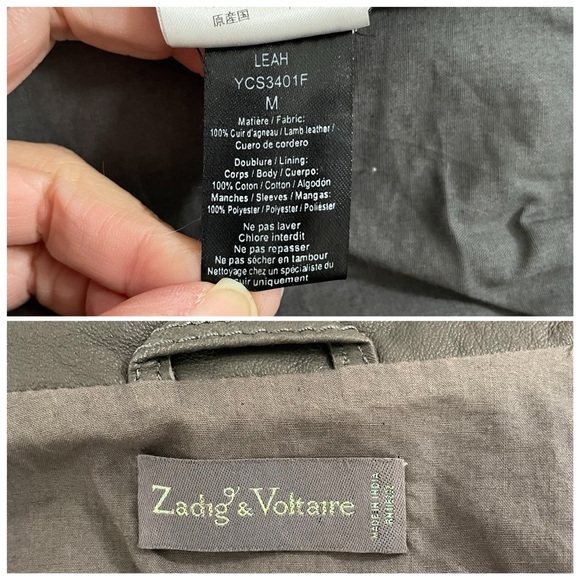 原産国
LEAH
YCS3401F
M
Matière / Fabric:
100% Cuir d'agneau / Lamb leather /
Cuero de cordero
Doublure / Lining:
Corps / Body / Cuerpo:
100% Coton / Cotton / Algodón
Manches / Sleeves / Mangas:
100% Polyester / Polyester / Poliéster
Ne pas laver
Chlore interdit
Ne pas repasser
Ne pas sécher en tambour
Nettoyage chez un spécialiste du
cuir uniquement
Zadig & Voltaire
MADE IN INDIA